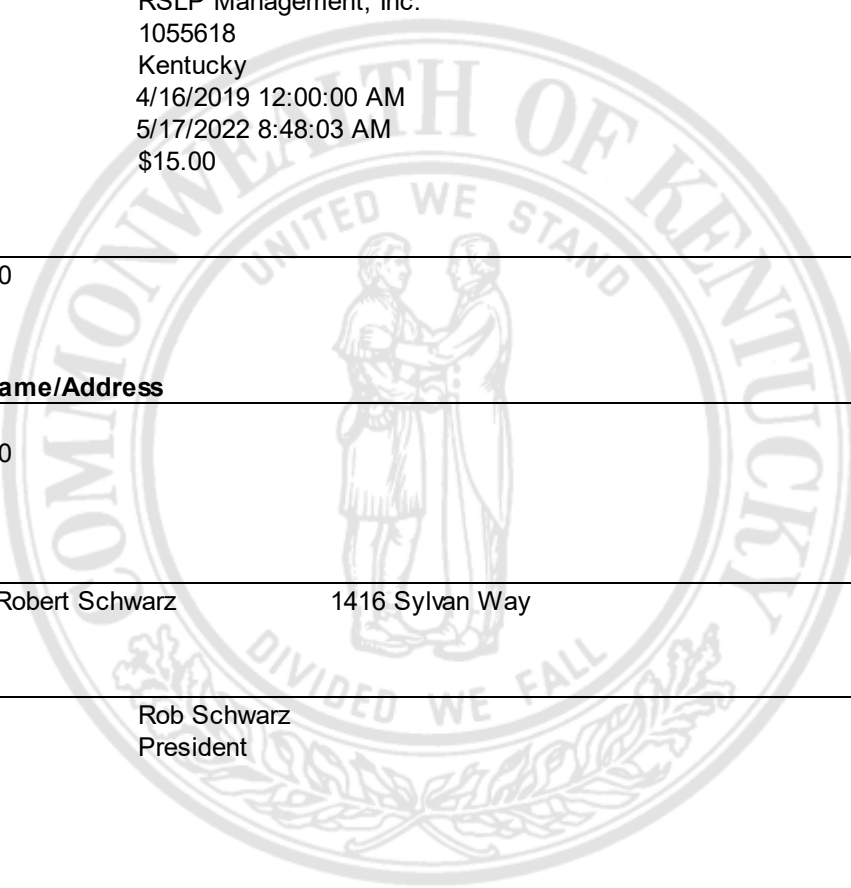 RSLP Management, Inc.
1055618
Kentucky
4/16/2019 12:00:00 AM
5/17/2022 8:48:03 AM
$15.00
COMMONWEALTH OF KENTUCKY
UNITED WE STAND
0
ame/Address
0
Robert Schwarz 1416 Sylvan Way
DIVIDED WE FALL
Rob Schwarz
President